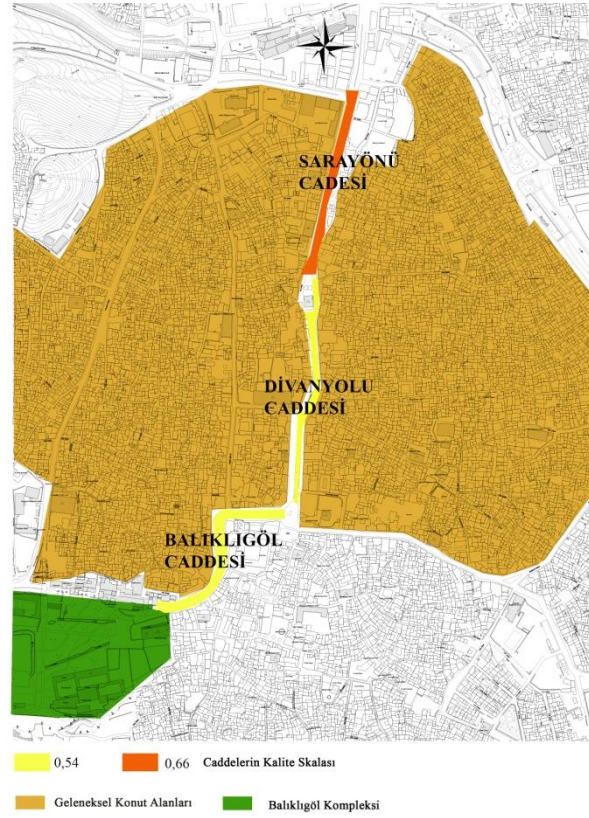 SARAYÖNÜ
CADESİ
DİVANYOLU
CADDESİ
BALIKLIGÖL
CADDESİ
0,54
0,66 Caddelerin Kalite Skalası
Geleneksel Konut Alanları
Balıklıgöl Kompleksi